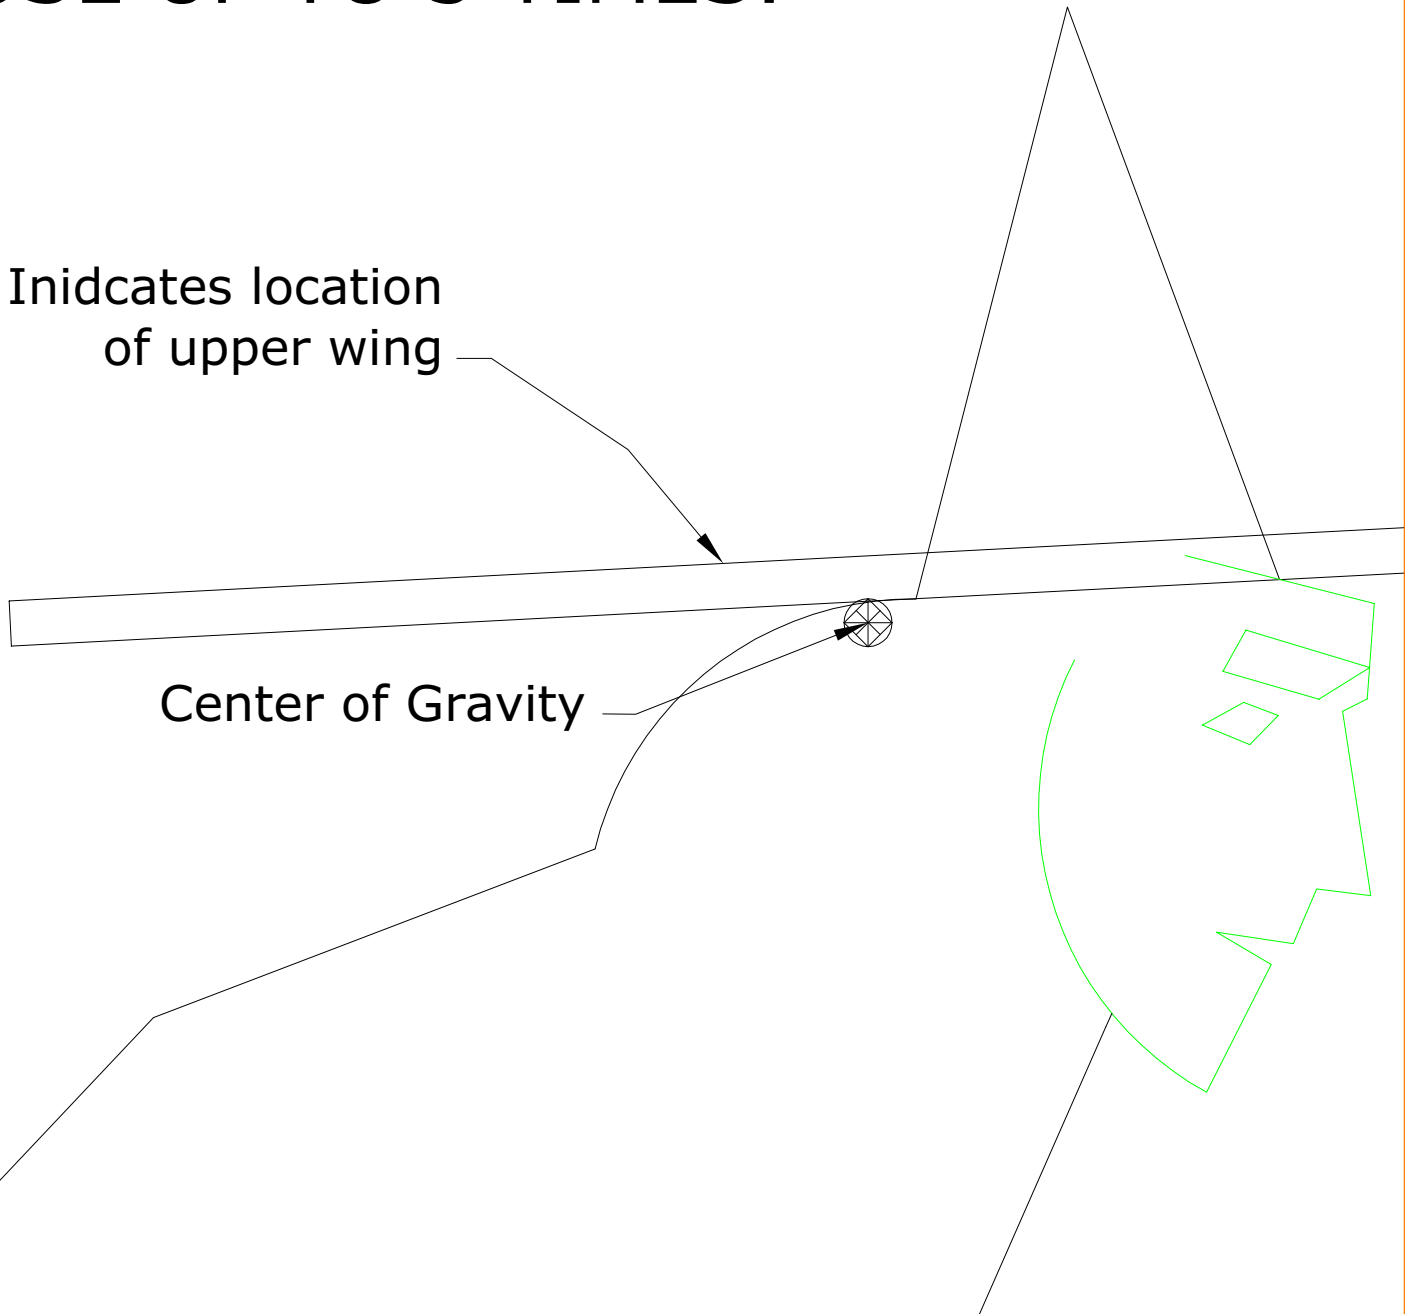 Inidcates location
of upper wing
Center of Gravity